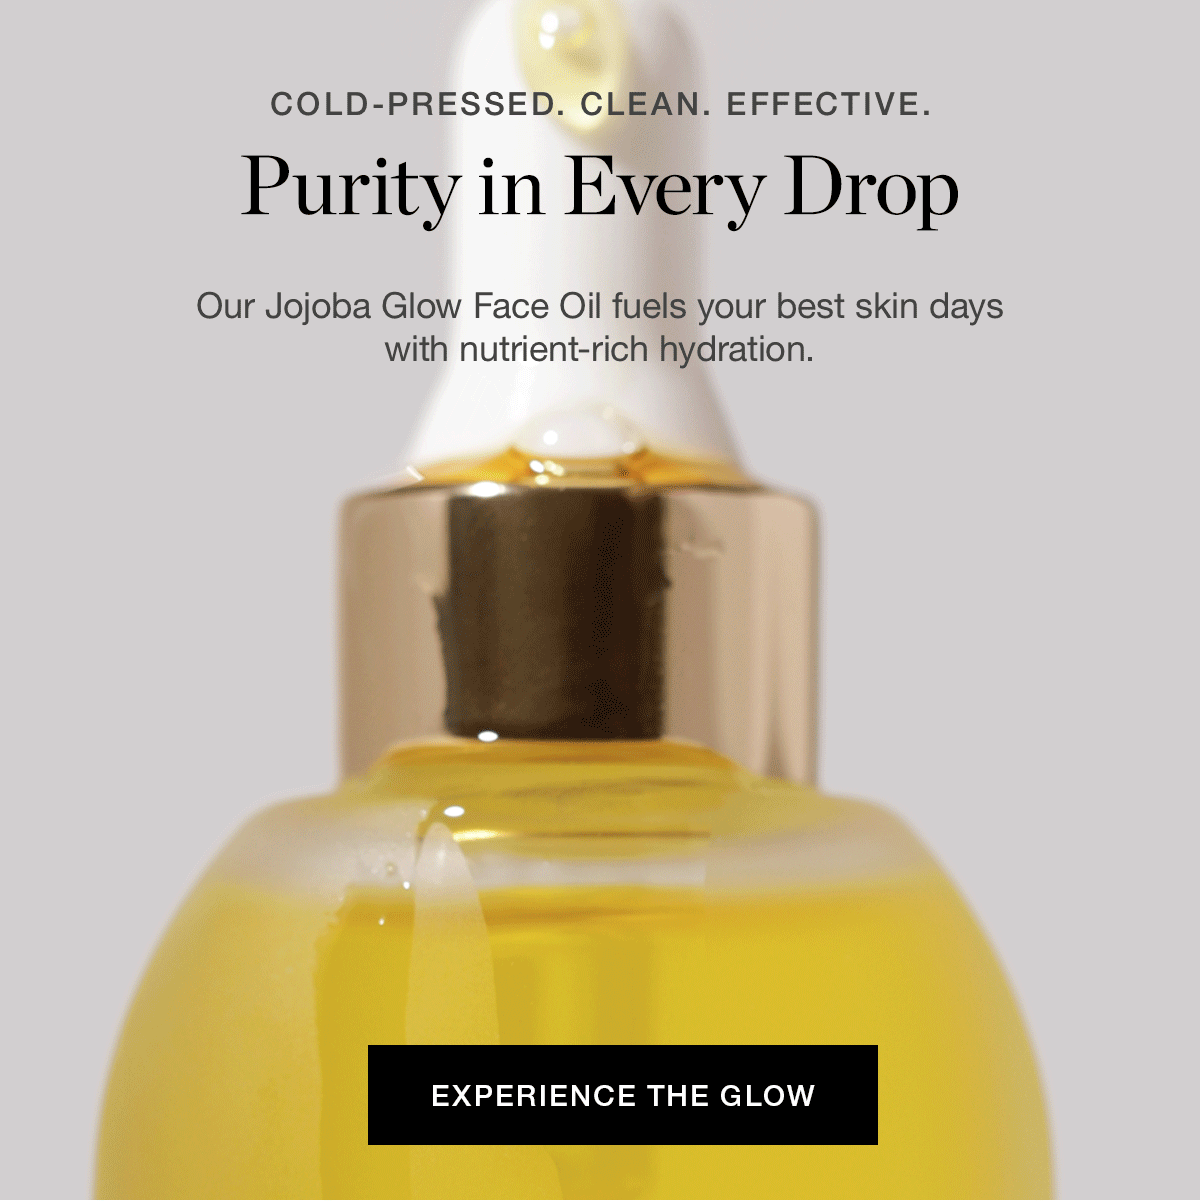 COLD-PRESSED. CLEAN. EFFECTIVE.
Purity in Every Drop
Our Jojoba Glow Face Oil fuels your best skin days
with nutrient-rich hydration.
EXPERIENCE THE GLOW